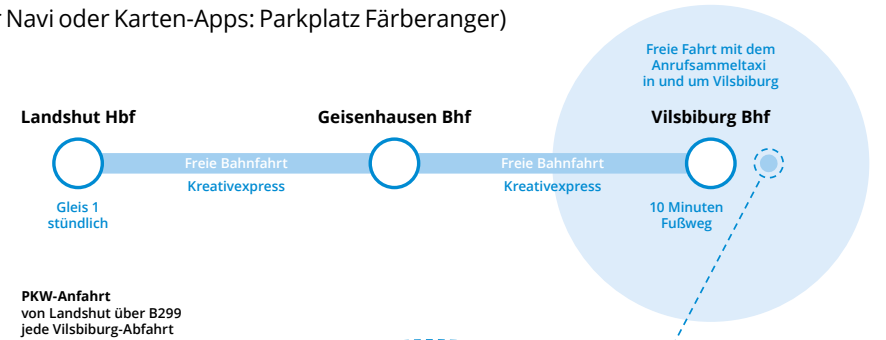 Navi oder Karten-Apps: Parkplatz Färberanger)
Freie Fahrt mit dem
Anrufsammeltaxi
in und um Vilsbiburg
Landshut Hbf
Geisenhausen Bhf
Vilsbiburg Bhf
Freie Bahnfahrt
Freie Bahnfahrt
Kreativexpress
Kreativexpress
Gleis 1
stündlich
10 Minuten
Fußweg
PKW-Anfahrt
von Landshut über B299
jede Vilsbiburg-Abfahrt